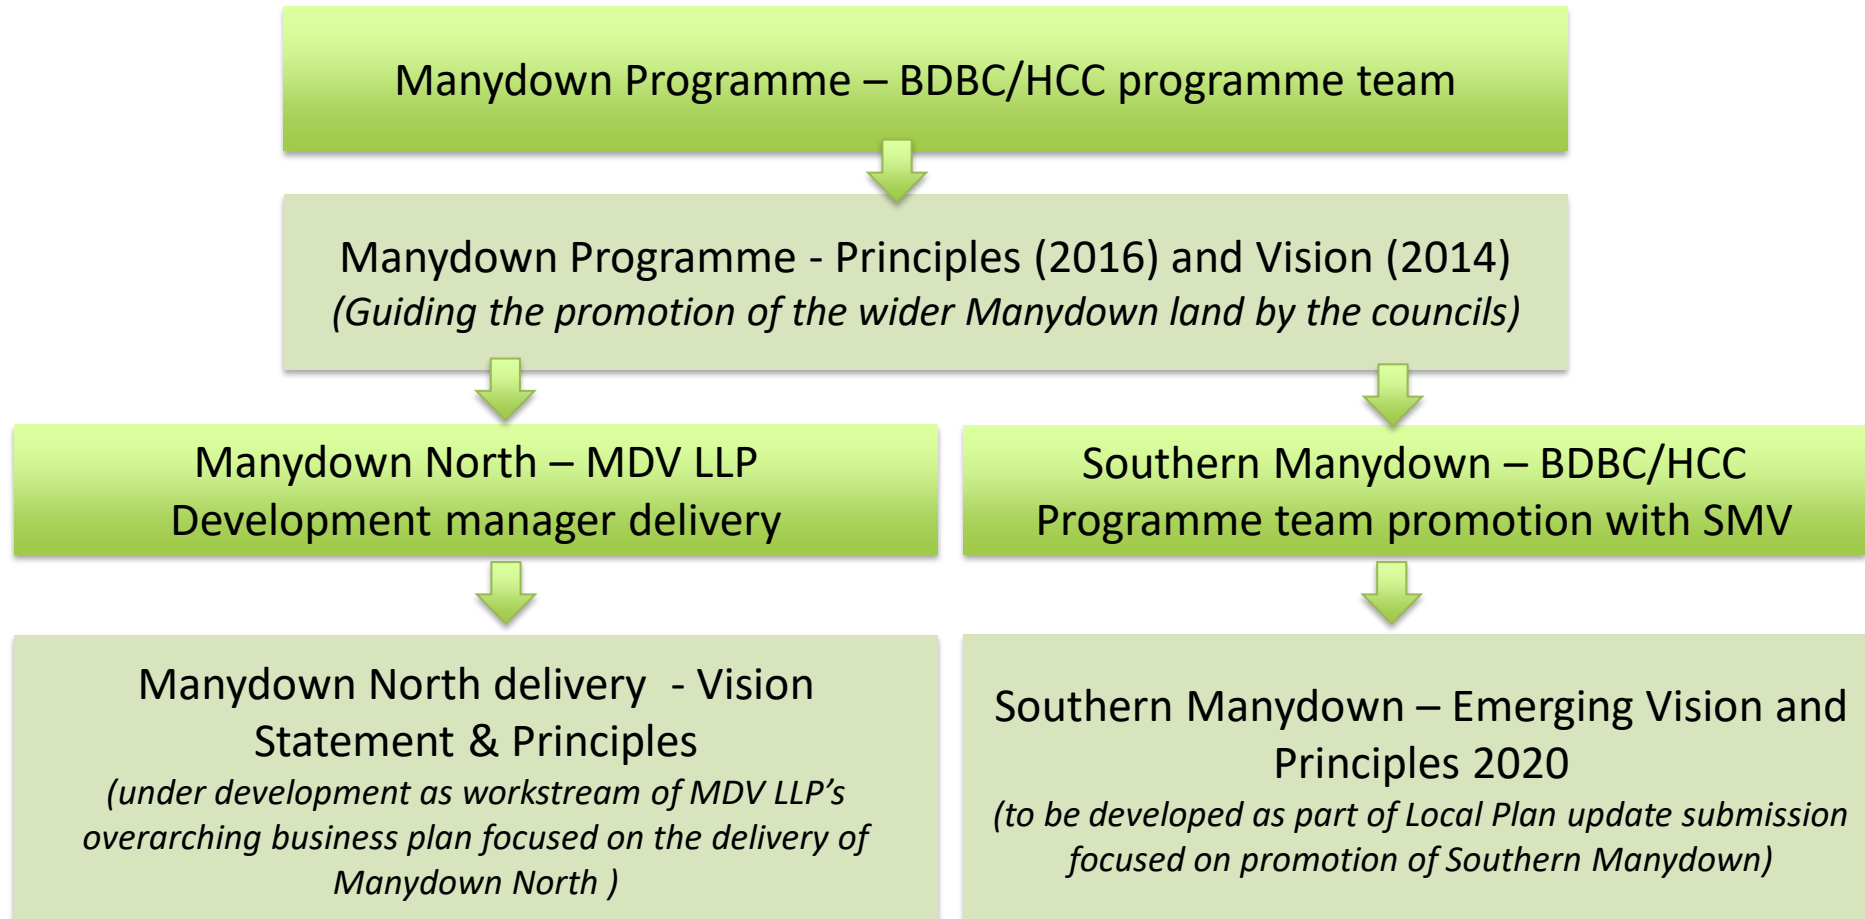 Manydown Programme – BDBC/HCC programme team
Manydown Programme - Principles (2016) and Vision (2014)
(Guiding the promotion of the wider Manydown land by the councils)
Manydown North – MDV LLP
Development manager delivery
Southern Manydown – BDBC/HCC
Programme team promotion with SMV
Manydown North delivery  - Vision
Statement & Principles
(under development as workstream of MDV LLP’s
overarching business plan focused on the delivery of
Manydown North )
Southern Manydown – Emerging Vision and
Principles 2020
(to be developed as part of Local Plan update submission
focused on promotion of Southern Manydown)